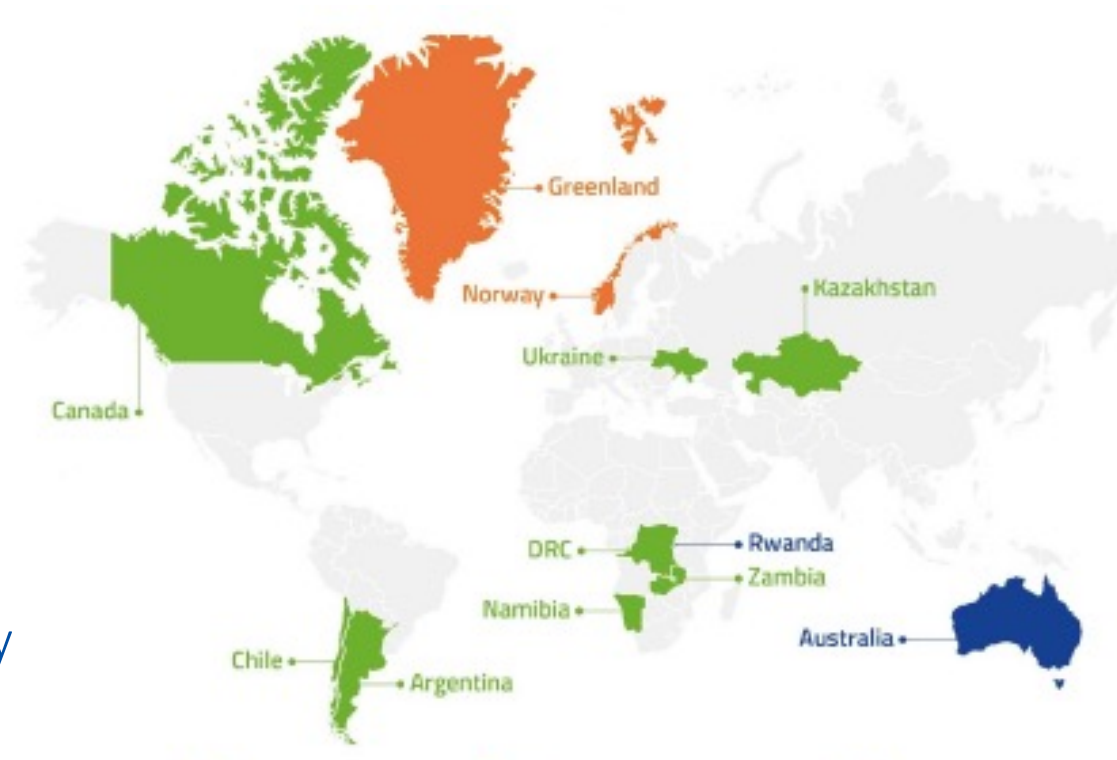 Greenland
Norway
Kazakhstan
Ukraine
Canada
DRC
Rwanda
Zambia
Namibia
Australia
Chile
Argentina
y